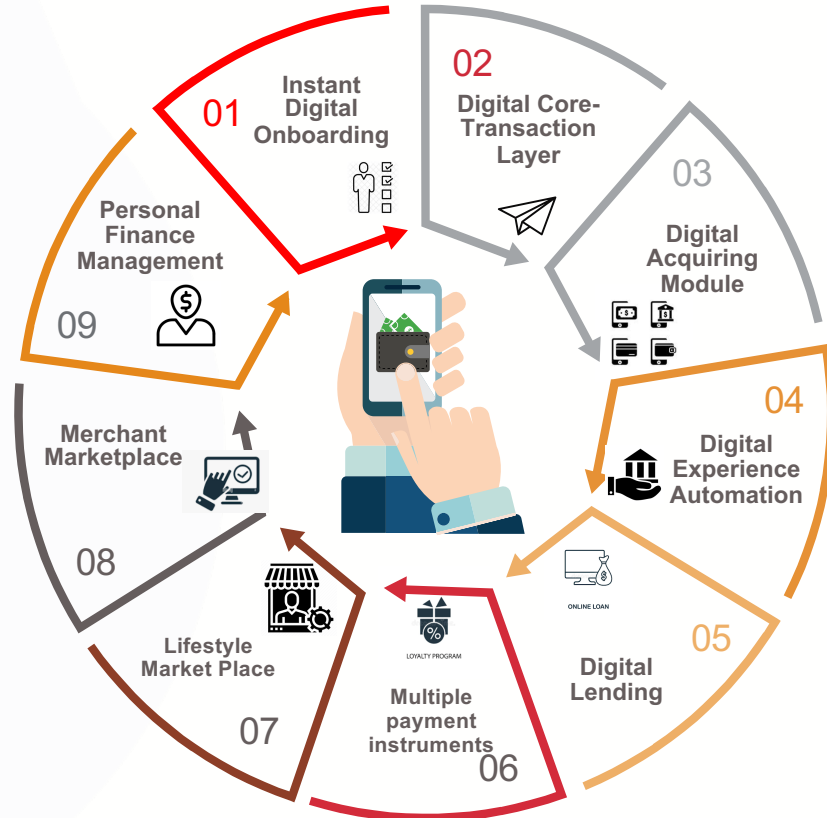 01
Instant
Digital
Onboarding
02
Digital Core-
Transaction
Layer
03
Digital
Acquiring
Module
04
Digital
Experience
Automation
ONLINE LOAN
05
Digital
Lending
LOYALTY PROGRAM
Multiple
payment
instruments
06
Lifestyle
Market Place
07
Merchant
Marketplace
08
Personal
Finance
Management
09